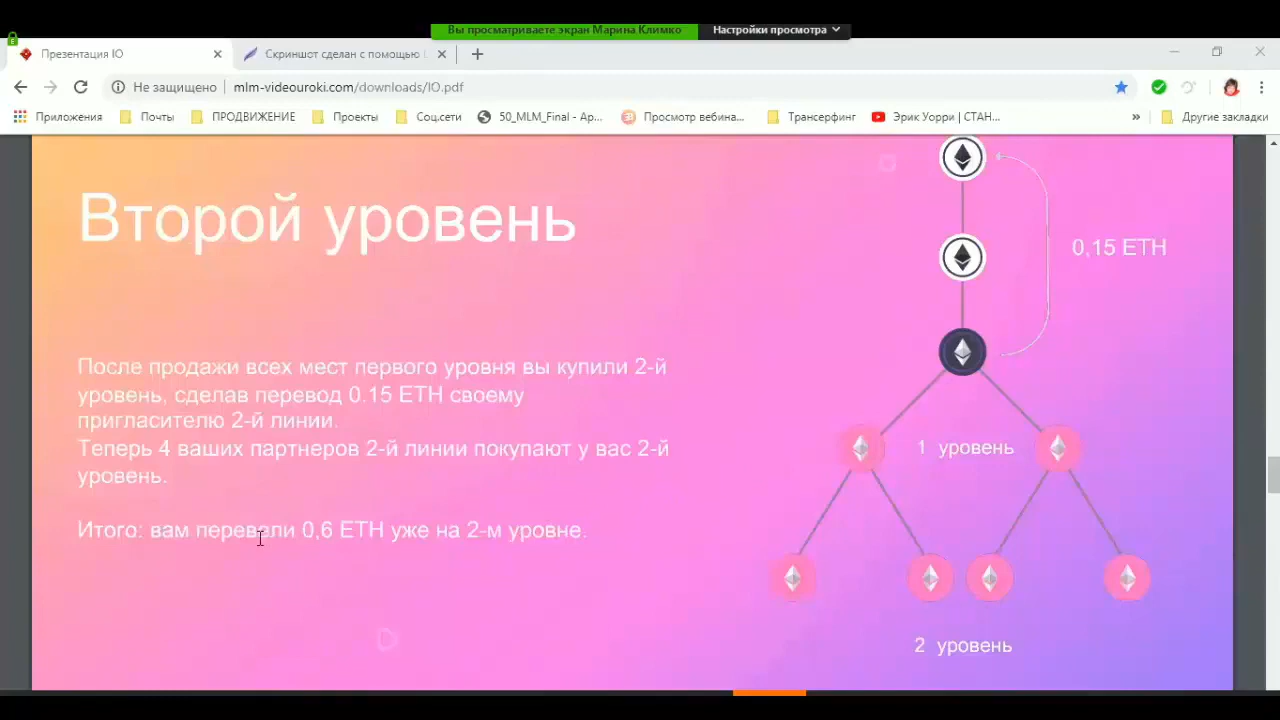 Вы просматриваете экран Марина Климко
Настройки просмотра
Презентация IO
Скриншот сделан с помощью
Не защищено
mlm-videouroki.com/downloads/IO.pdf
Приложения
Почты
ПРОДВИЖЕНИЕ
Проекты
Соц.сети
50_MLM_Final - Ap...
Просмотр вебина...
Трансерфинг
Эрик Уорри | СТАН...
»
Другие закладки
Второй уровень
0,15 ETH
После продажи всех мест первого уровня вы купили 2-й
уровень, сделав перевод 0.15 ETH своему
пригласителю 2-й линии.
Теперь 4 ваших партнеров 2-й линии покупают у вас 2-й
уровень.
Итого: вам перевели 0,6 ETH уже на 2-м уровне.
1 уровень
2 уровень